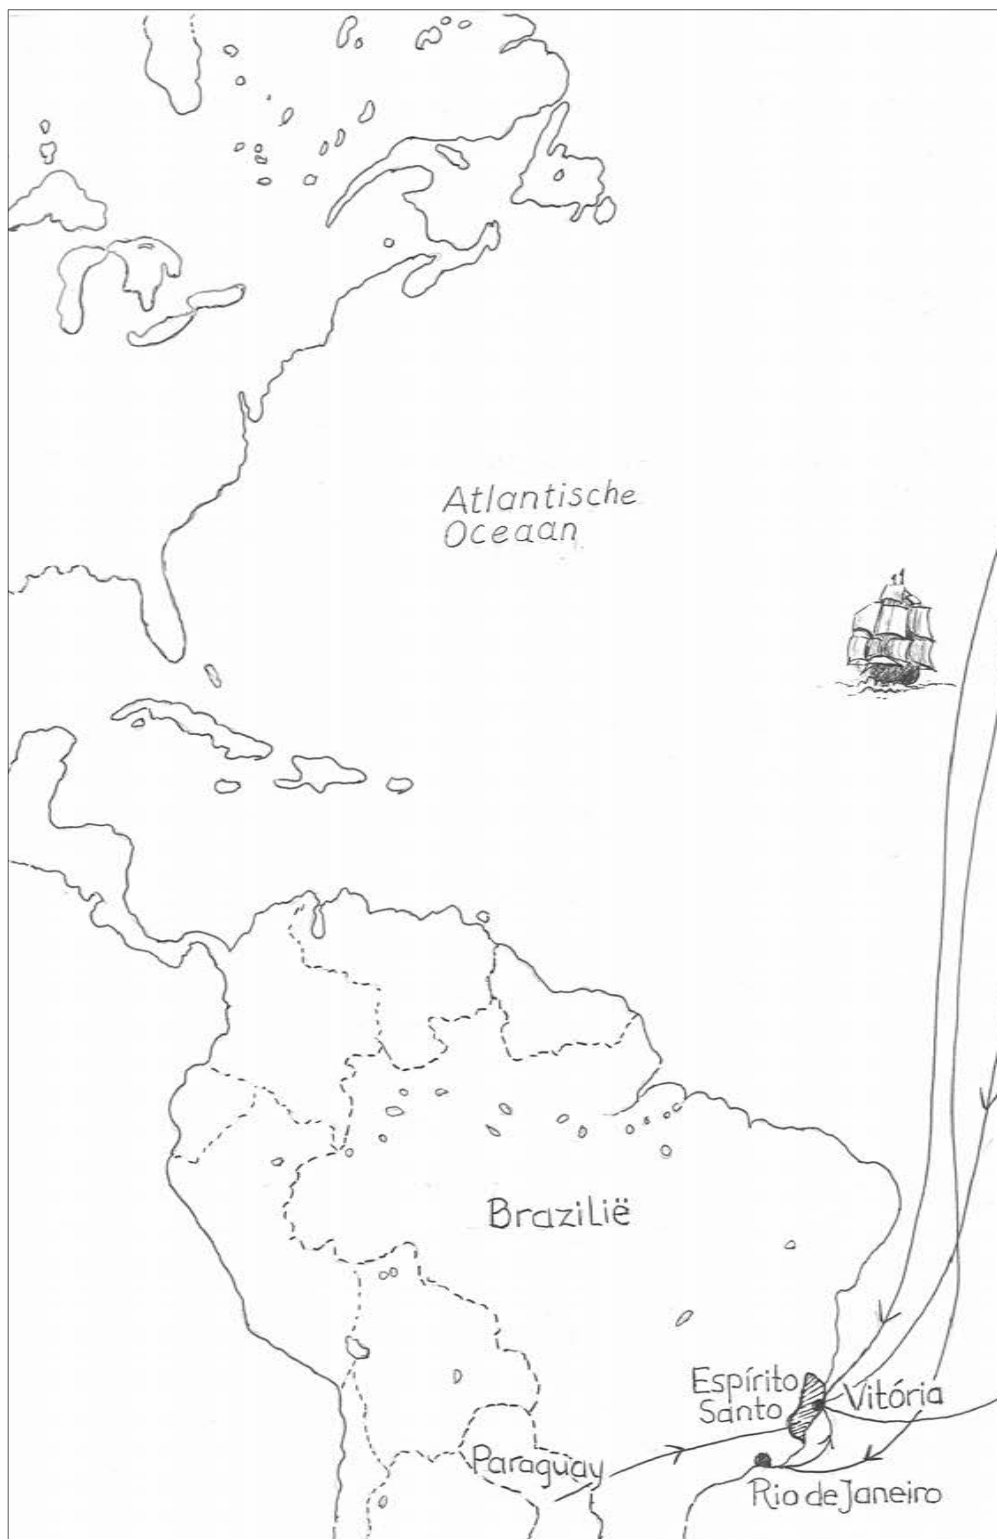 Atlantische
Oceaan
Brazilië
Espírito
Santo
Vitória
Paraguay
Rio de Janeiro